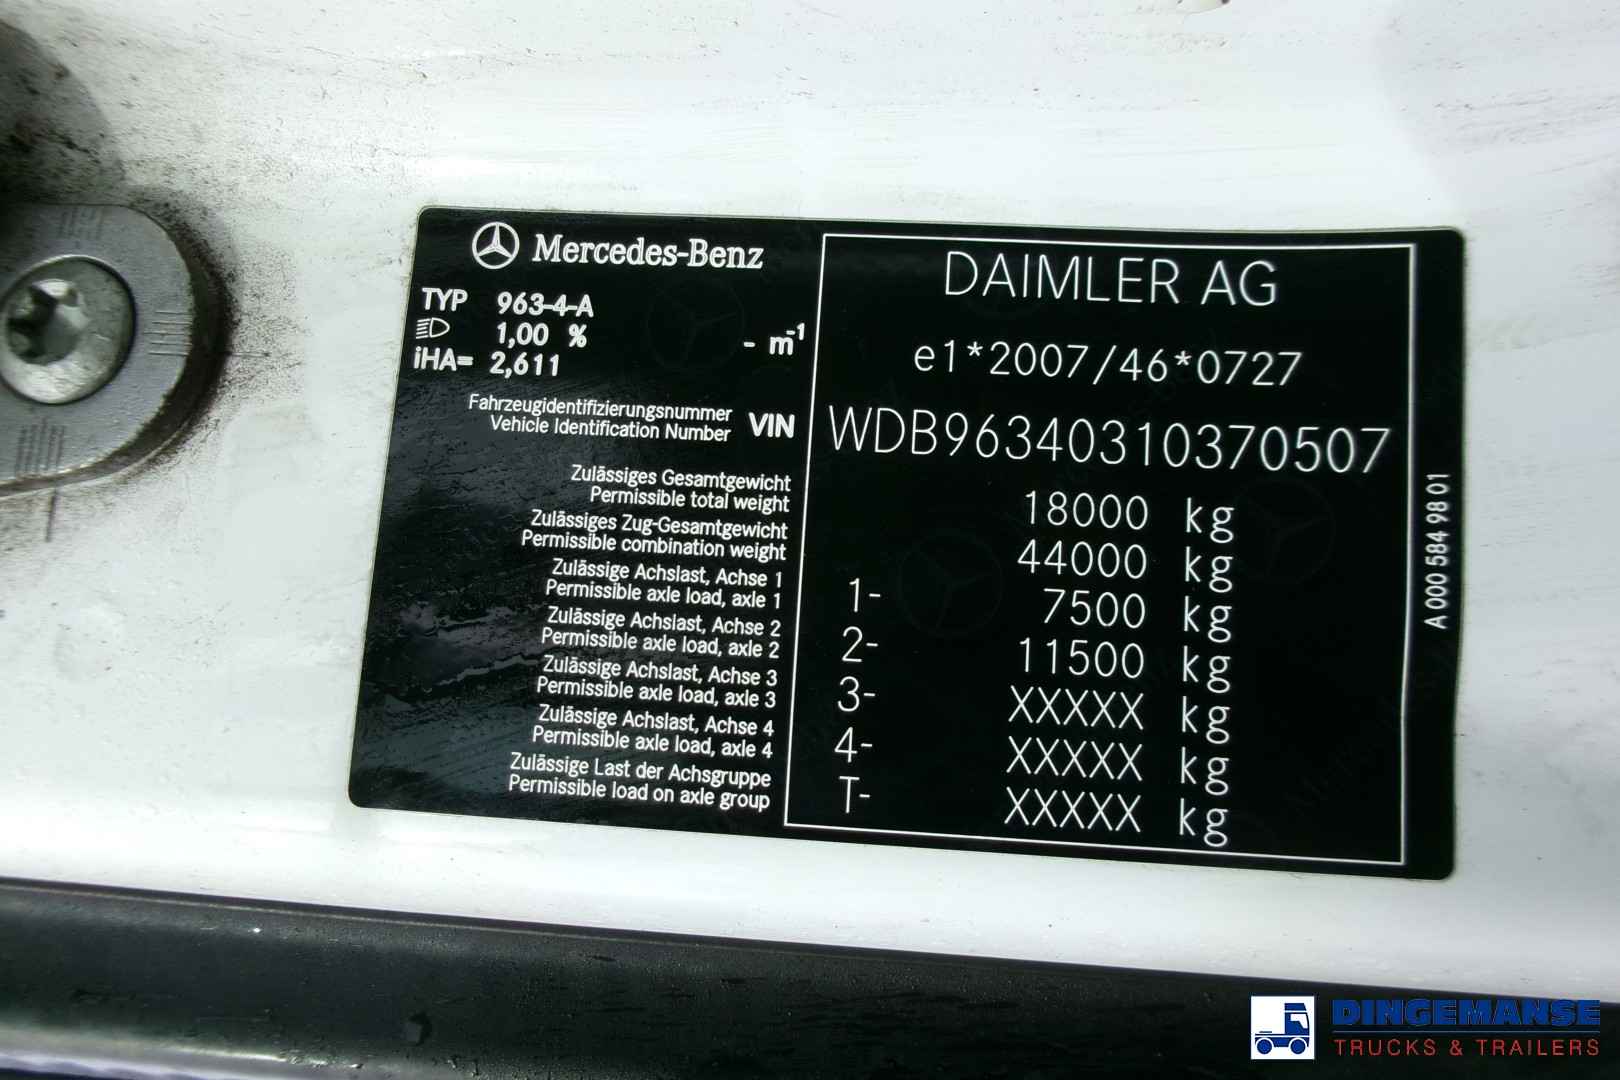 Mercedes-Benz
TYP 963-4-A
1,00 % - m-1
iHA= 2,611
Fahrzeugidentifizierungsnummer
Vehicle Identification Number VIN
Zulässiges Gesamtgewicht
Permissible total weight
Zulässiges Zug-Gesamtgewicht
Permissible combination weight
Zulässige Achslast, Achse 1
Permissible axle load, axle 1
Zulässige Achslast, Achse 2
Permissible axle load, axle 2
Zulässige Achslast, Achse 3
Permissible axle load, axle 3
Zulässige Achslast, Achse 4
Permissible axle load, axle 4
Zulässige Last der Achsgruppe
Permissible load on axle group
DAIMLER AG
e1*2007/46*0727
WDB96340310370507
18000 kg
44000 kg
1- 7500 kg
2- 11500 kg
3- XXXXX kg
4- XXXXX kg
T- XXXXX kg
A 000 584 98 01
DINGEMANSE
TRUCKS & TRAILERS